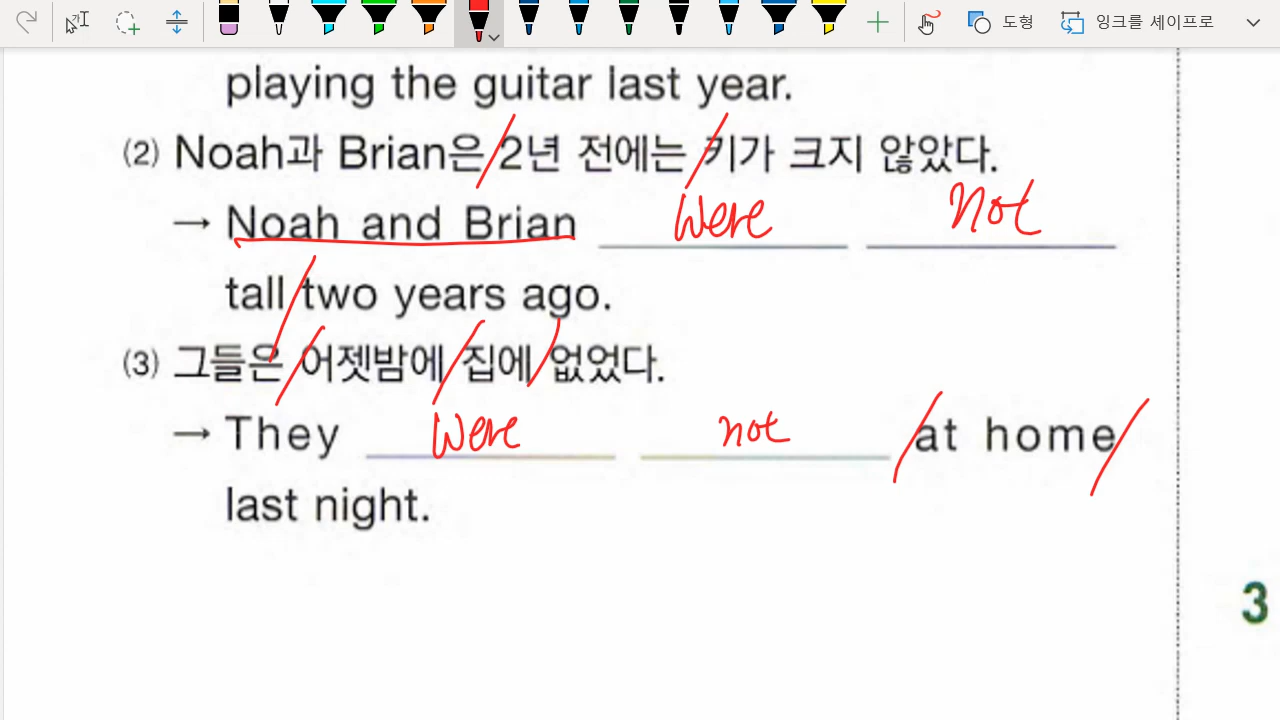 도형
잉크를 셰이프로
playing the guitar last year.
(2) Noah과 Brian은 2년 전에는 키가 크지 않았다.
→ Noah and Brian were not
tall two years ago.
(3) 그들은 어젯밤에 집에 없었다.
→ They were not at home
last night.
3